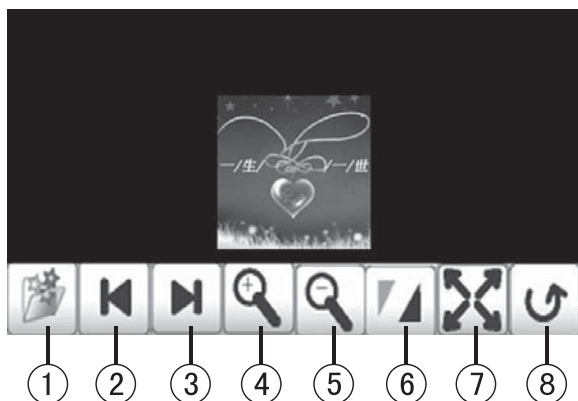 一/生/ /一/世
① ② ③ ④ ⑤ ⑥ ⑦ ⑧